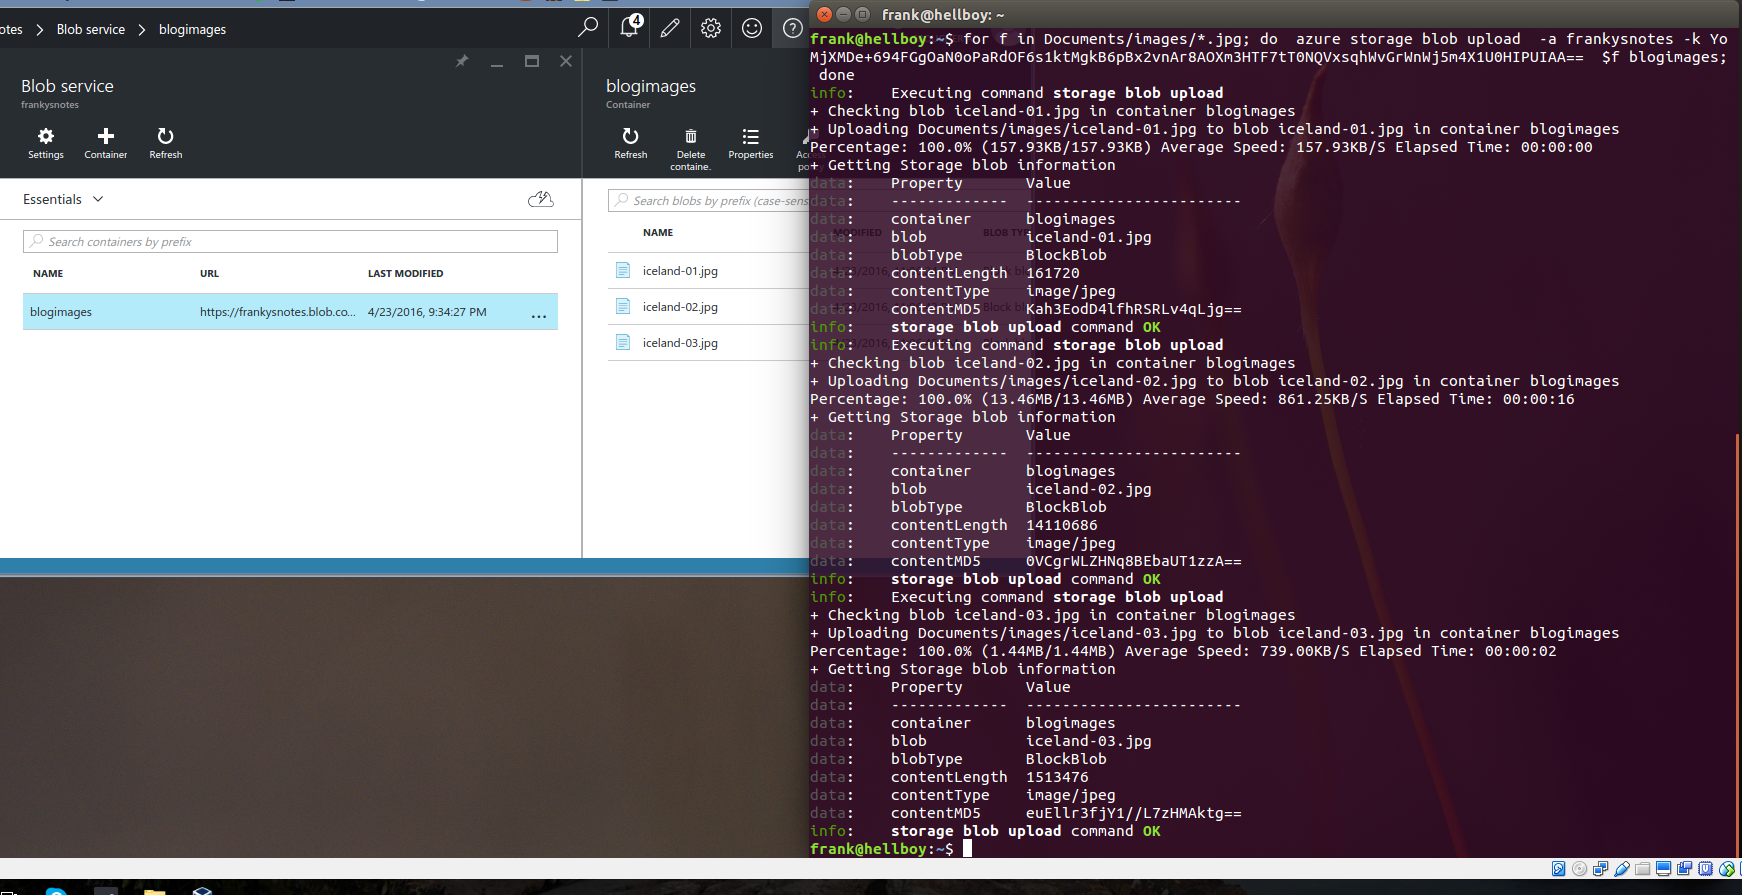 otes > Blob service > blogimages
4
Blob service
frankysnotes
Settings
Container
Refresh
Essentials
Search containers by prefix
NAME URL LAST MODIFIED
blogimages https://frankysnotes.blob.co... 4/23/2016, 9:34:27 PM ...
blogimages
Container
Refresh
Delete
containe.
Properties
Search blobs by prefix (case-sens
NAME MODIFIED
iceland-01.jpg
iceland-02.jpg
iceland-03.jpg
frank@hellboy: ~
frank@hellboy:~$ for f in Documents/images/*.jpg; do  azure storage blob upload  -a frankysnotes -k Yo
[storage account key]==  $f blogimages;
 done
info:    Executing command storage blob upload
+ Checking blob iceland-01.jpg in container blogimages
+ Uploading Documents/images/iceland-01.jpg to blob iceland-01.jpg in container blogimages
Percentage: 100.0% (157.93KB/157.93KB) Average Speed: 157.93KB/S Elapsed Time: 00:00:00
+ Getting Storage blob information
data:    Property       Value
data:    -------------  ------------------------
data:    container      blogimages
data:    blob           iceland-01.jpg
data:    blobType       BlockBlob
data:    contentLength  161720
data:    contentType    image/jpeg
data:    contentMD5     Kah3EodD4lfhRSRLv4qLjg==
info:    storage blob upload command OK
info:    Executing command storage blob upload
+ Checking blob iceland-02.jpg in container blogimages
+ Uploading Documents/images/iceland-02.jpg to blob iceland-02.jpg in container blogimages
Percentage: 100.0% (13.46MB/13.46MB) Average Speed: 861.25KB/S Elapsed Time: 00:00:16
+ Getting Storage blob information
data:    Property       Value
data:    -------------  ------------------------
data:    container      blogimages
data:    blob           iceland-02.jpg
data:    blobType       BlockBlob
data:    contentLength  14110686
data:    contentType    image/jpeg
data:    contentMD5     0VCgrWLZHNq8BEbaUT1zzA==
info:    storage blob upload command OK
info:    Executing command storage blob upload
+ Checking blob iceland-03.jpg in container blogimages
+ Uploading Documents/images/iceland-03.jpg to blob iceland-03.jpg in container blogimages
Percentage: 100.0% (1.44MB/1.44MB) Average Speed: 739.00KB/S Elapsed Time: 00:00:02
+ Getting Storage blob information
data:    Property       Value
data:    -------------  ------------------------
data:    container      blogimages
data:    blob           iceland-03.jpg
data:    blobType       BlockBlob
data:    contentLength  1513476
data:    contentType    image/jpeg
data:    contentMD5     euEllr3fjY1//L7zHMAktg==
info:    storage blob upload command OK
frank@hellboy:~$